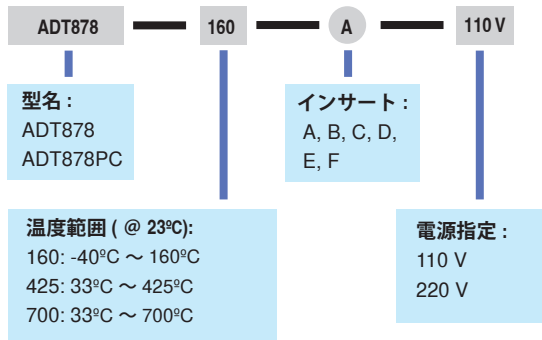 ADT878 160 A 110 V
型名 :
ADT878
ADT878PC
インサート :
A, B, C, D,
E, F
温度範囲 ( @ 23ºC):
160: -40ºC ～ 160ºC
425: 33ºC ～ 425ºC
700: 33ºC ～ 700ºC
電源指定 :
110 V
220 V